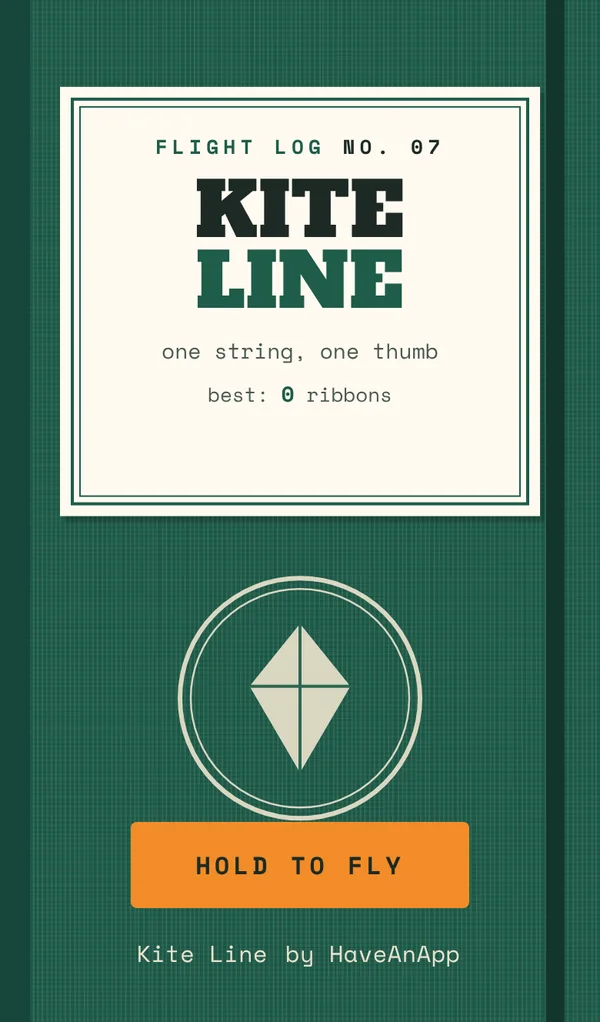 FLIGHT LOG NO. 07
KITE
LINE
one string, one thumb
best: 0 ribbons
HOLD TO FLY
Kite Line by HaveAnApp